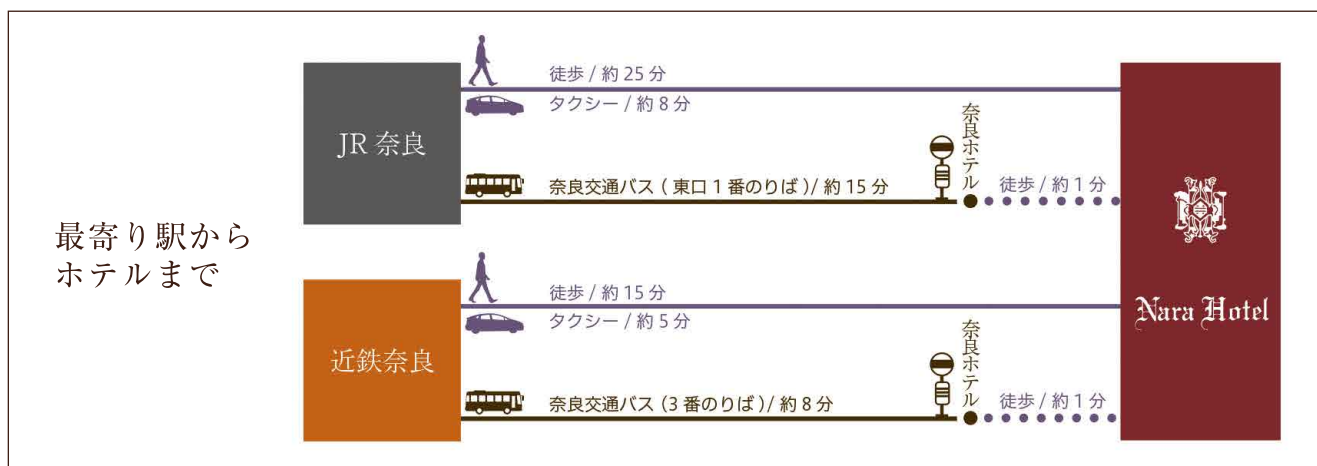 最寄り駅から
ホテルまで
JR 奈良
徒歩 / 約 25 分
タクシー / 約 8 分
奈良交通バス ( 東口 1 番のりば )/ 約 15 分
奈良ホテル
徒歩 / 約 1 分
近鉄奈良
徒歩 / 約 15 分
タクシー / 約 5 分
奈良交通バス (3 番のりば )/ 約 8 分
奈良ホテル
徒歩 / 約 1 分
Nara Hotel